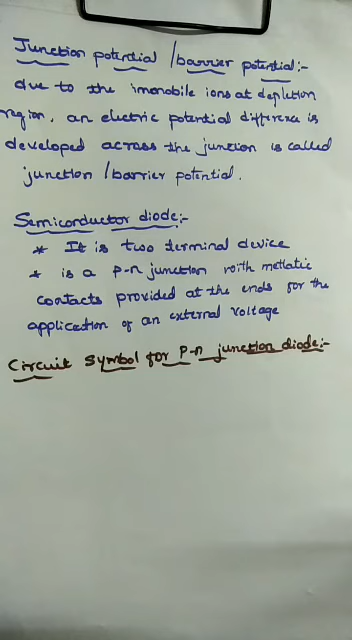 Junction potential / barrier potential:-
due to the immobile ions at depletion
region, an electric potential difference is
developed across the junction is called
junction / barrier potential.
Semiconductor diode:-
* It is two terminal device
* is a p-n junction with metlatic
contacts provided at the ends for the
application of an external voltage
Circuit Symbol for P-n junction diode:-